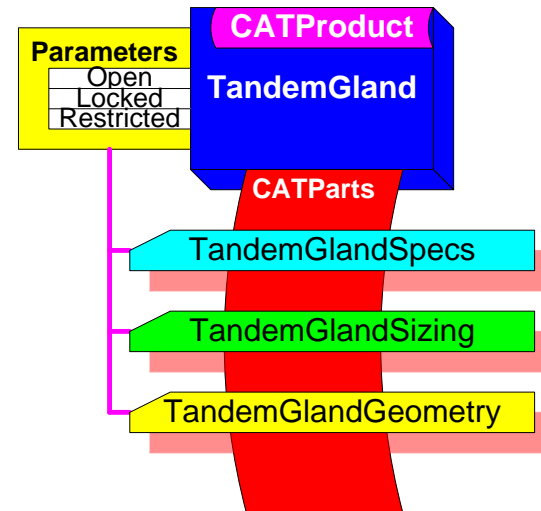 CATProduct
Parameters
Open
Locked
Restricted
TandemGland
CATParts
TandemGlandSpecs
TandemGlandSizing
TandemGlandGeometry